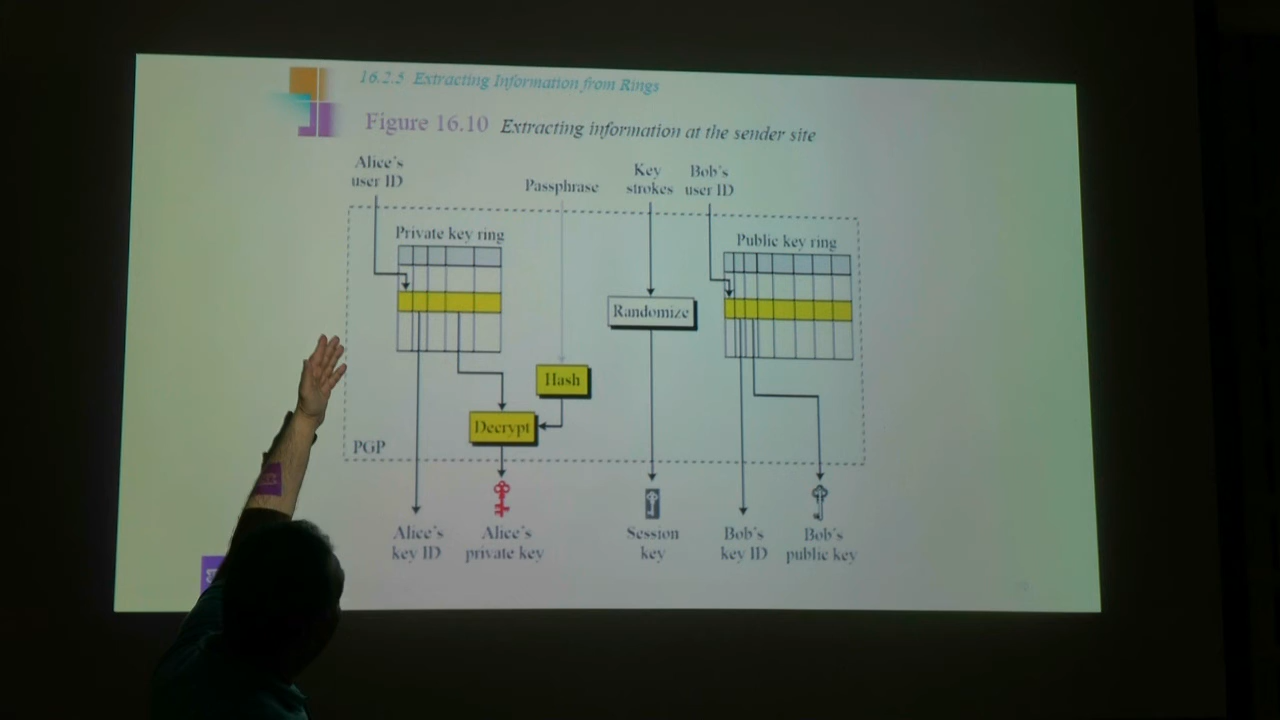 16.2.5 Extracting Information from Rings
Figure 16.10 Extracting information at the sender site
Alice's
user ID
Passphrase
Key
strokes
Bob's
user ID
Private key ring
Public key ring
Randomize
Hash
Decrypt
PGP
Alice's
key ID
Alice's
private key
Session
key
Bob's
key ID
Bob's
public key